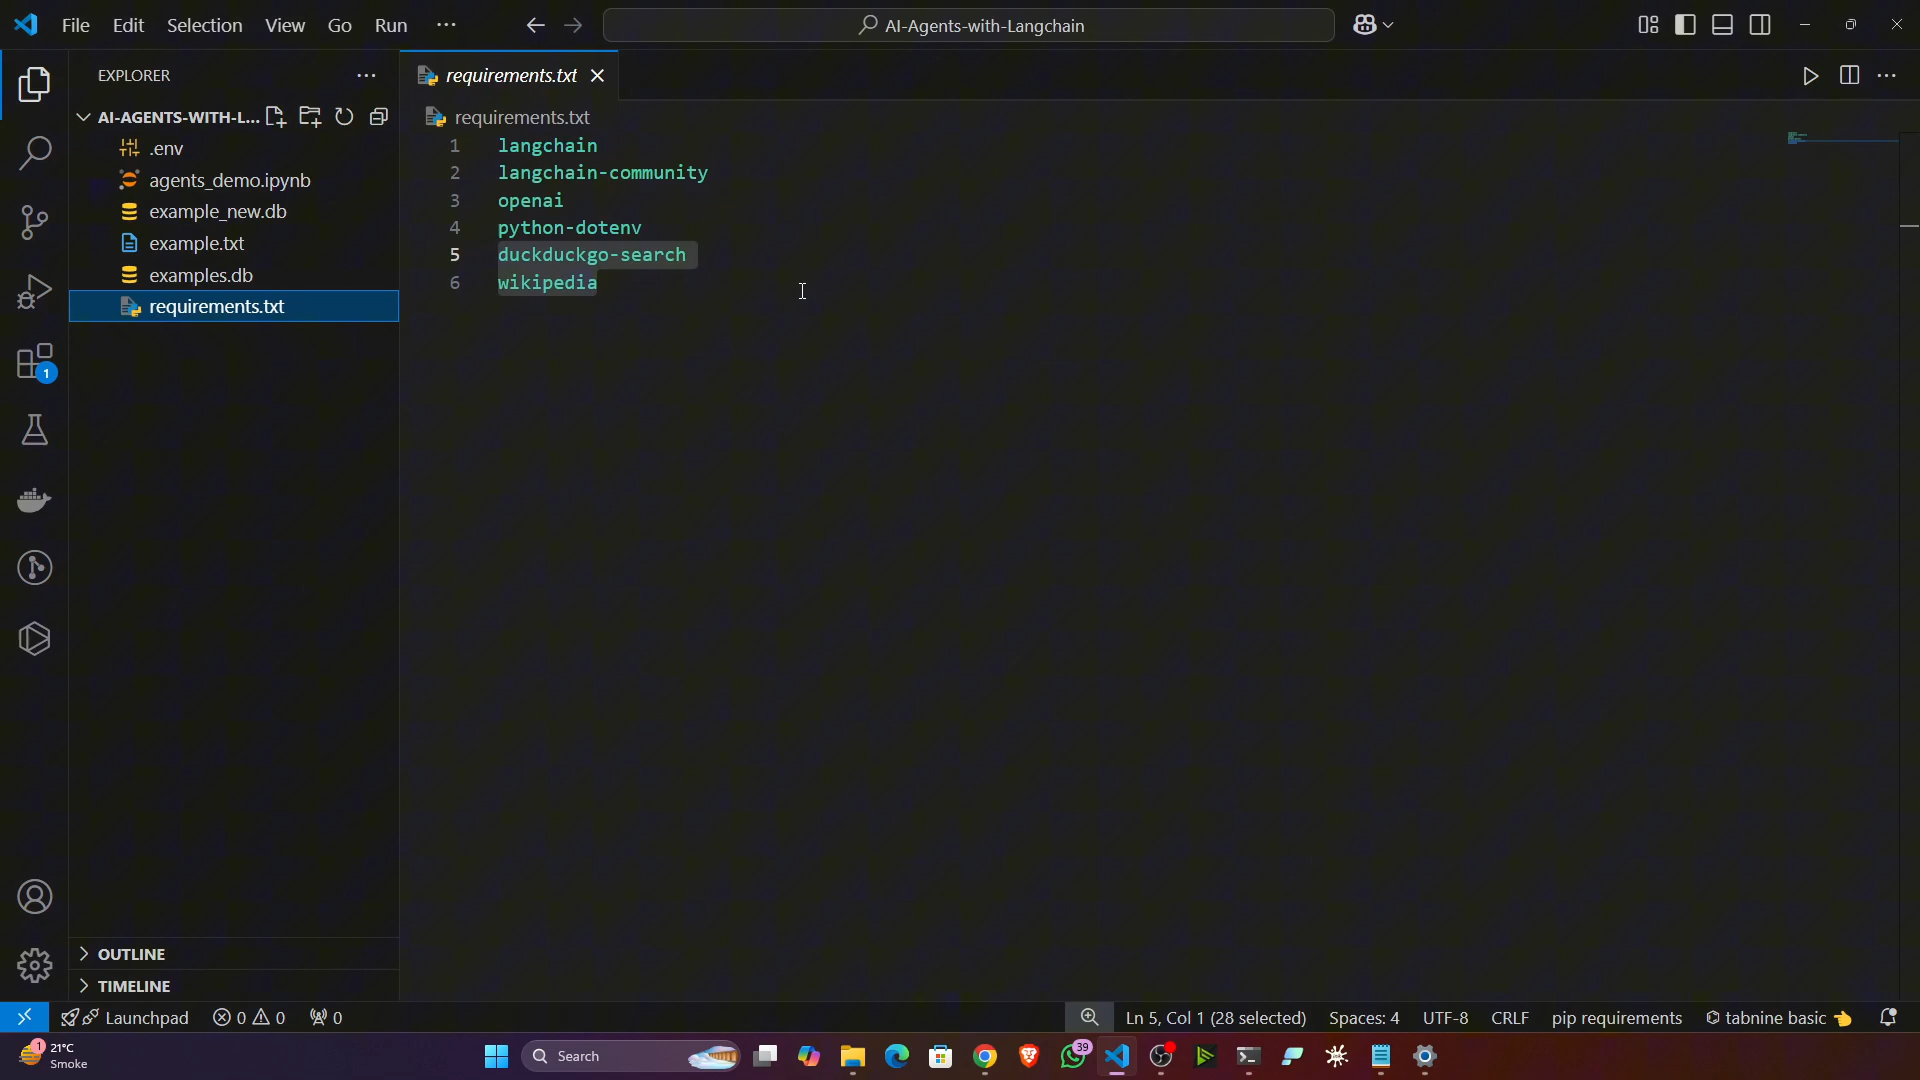 File Edit Selection View Go Run ···
AI-Agents-with-Langchain
EXPLORER
requirements.txt
AI-AGENTS-WITH-L...
.env
agents_demo.ipynb
example_new.db
example.txt
examples.db
requirements.txt
requirements.txt
1 langchain
2 langchain-community
3 openai
4 python-dotenv
5 duckduckgo-search
6 wikipedia
1
OUTLINE
TIMELINE
Launchpad 0 0 0
Ln 5, Col 1 (28 selected) Spaces: 4 UTF-8 CRLF pip requirements tabnine basic 👈
1
21°C
Smoke
Search
39